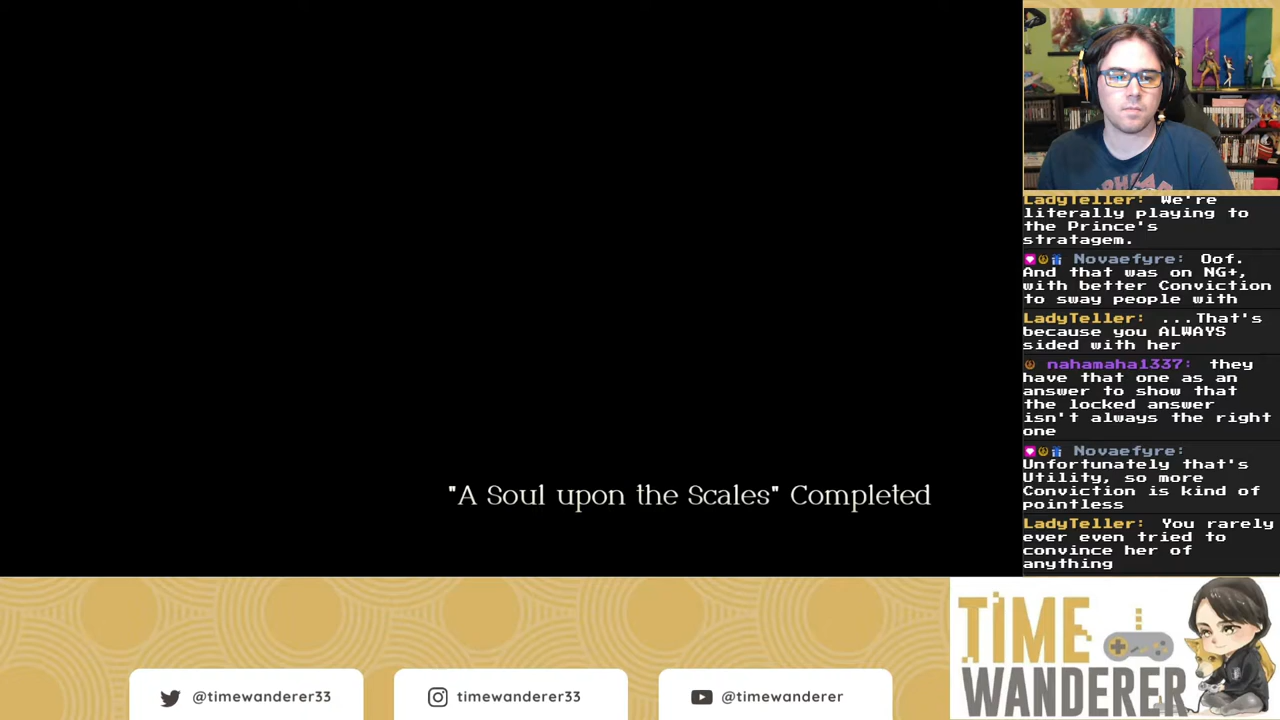 "A Soul upon the Scales" Completed
LadyTeller: We're
literally playing to
the Prince's
stratagem.
Novaefyre: Oof.
And that was on NG+,
with better Conviction
to sway people with
LadyTeller: ...That's
because you ALWAYS
sided with her
nahamaha1337: they
have that one as an
answer to show that
the locked answer
isn't always the right
one
Novaefyre:
Unfortunately that's
Utility, so more
Conviction is kind of
pointless
LadyTeller: You rarely
ever even tried to
convince her of
anything
@timewanderer33
timewanderer33
@timewanderer
TIME
WANDERER